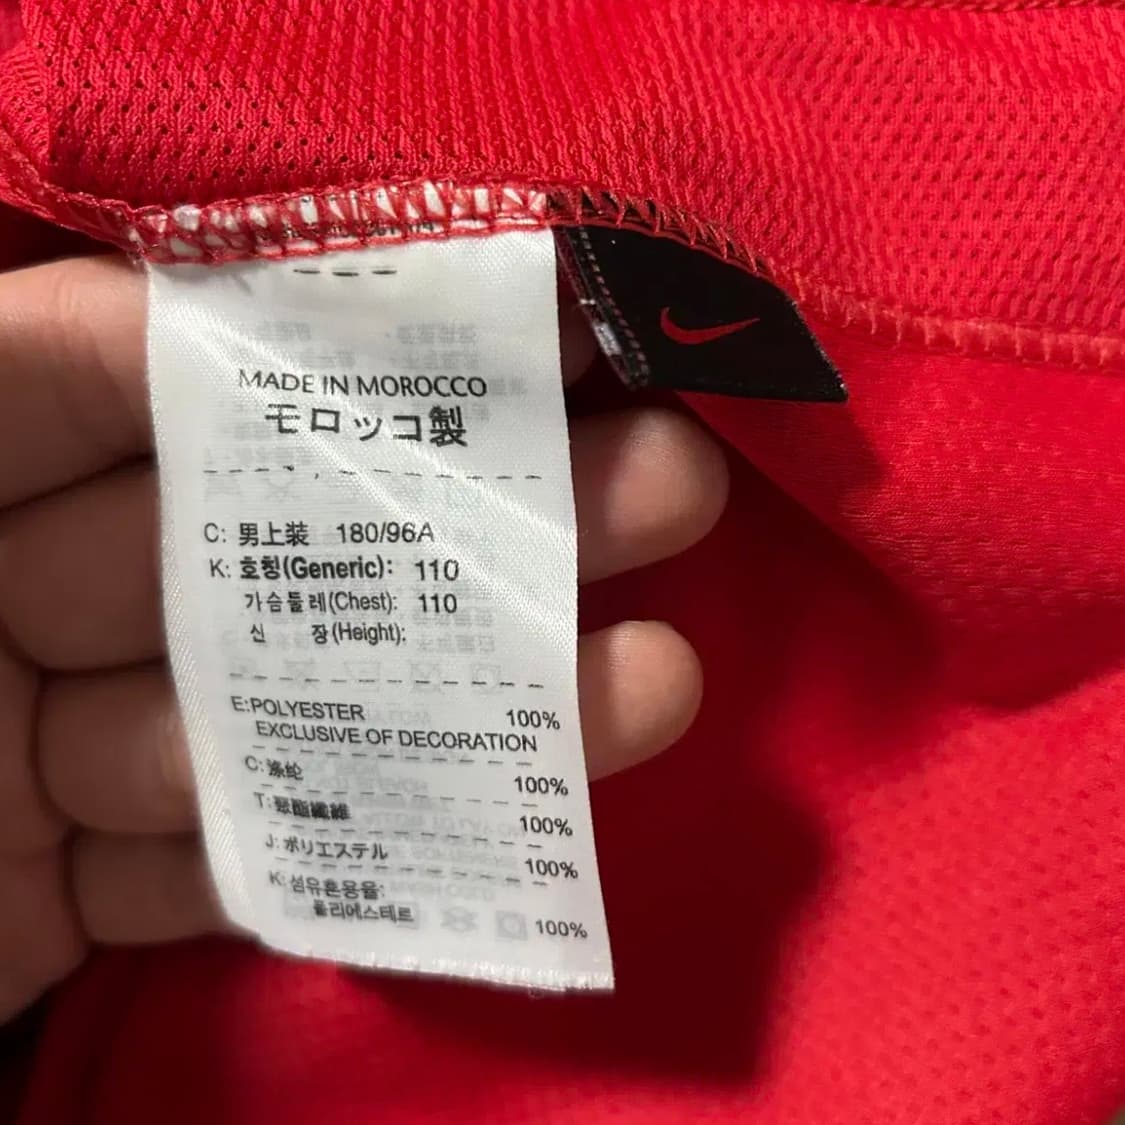 MADE IN MOROCCO
モロッコ製
C: 男上装 180/96A
K: 호칭(Generic): 110
가슴둘레(Chest): 110
신 장(Height):
E:POLYESTER 100%
EXCLUSIVE OF DECORATION
C:涤纶 100%
T:聚酯纖維 100%
J:ポリエステル 100%
K:섬유혼용율:
폴리에스테르 100%